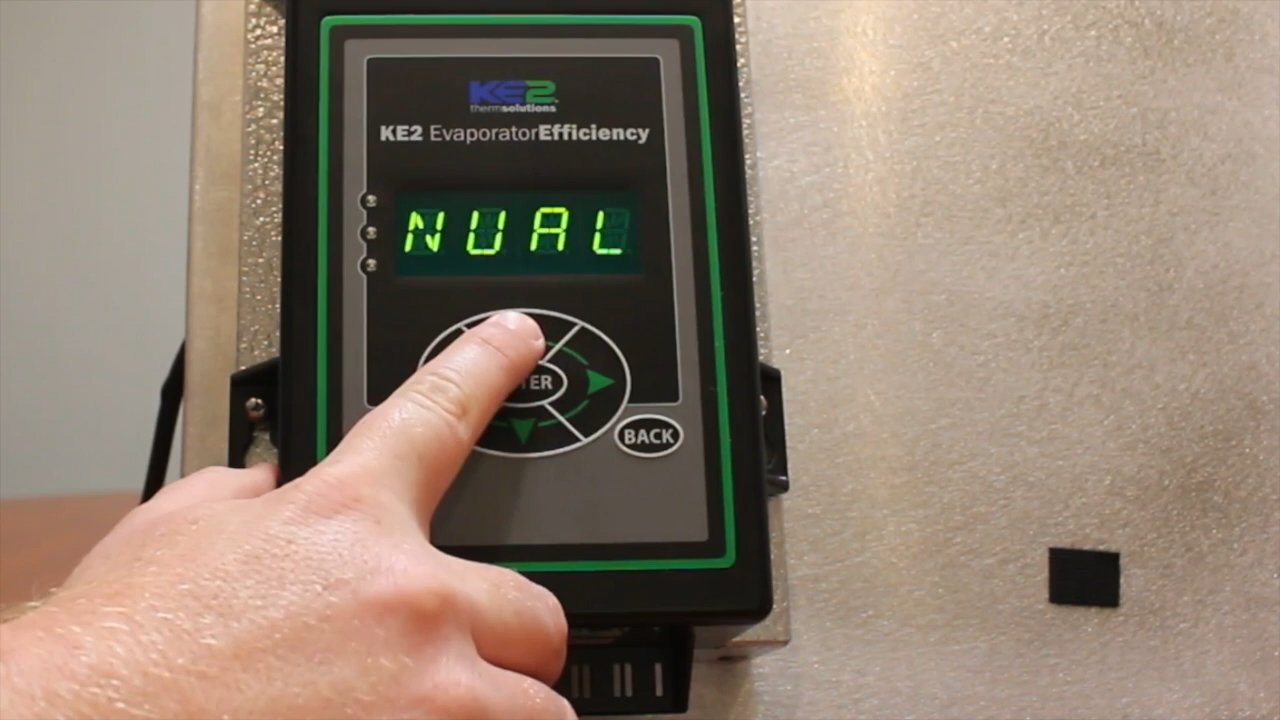 KE2
thermsolutions
KE2 EvaporatorEfficiency
NUAL
TER
BACK